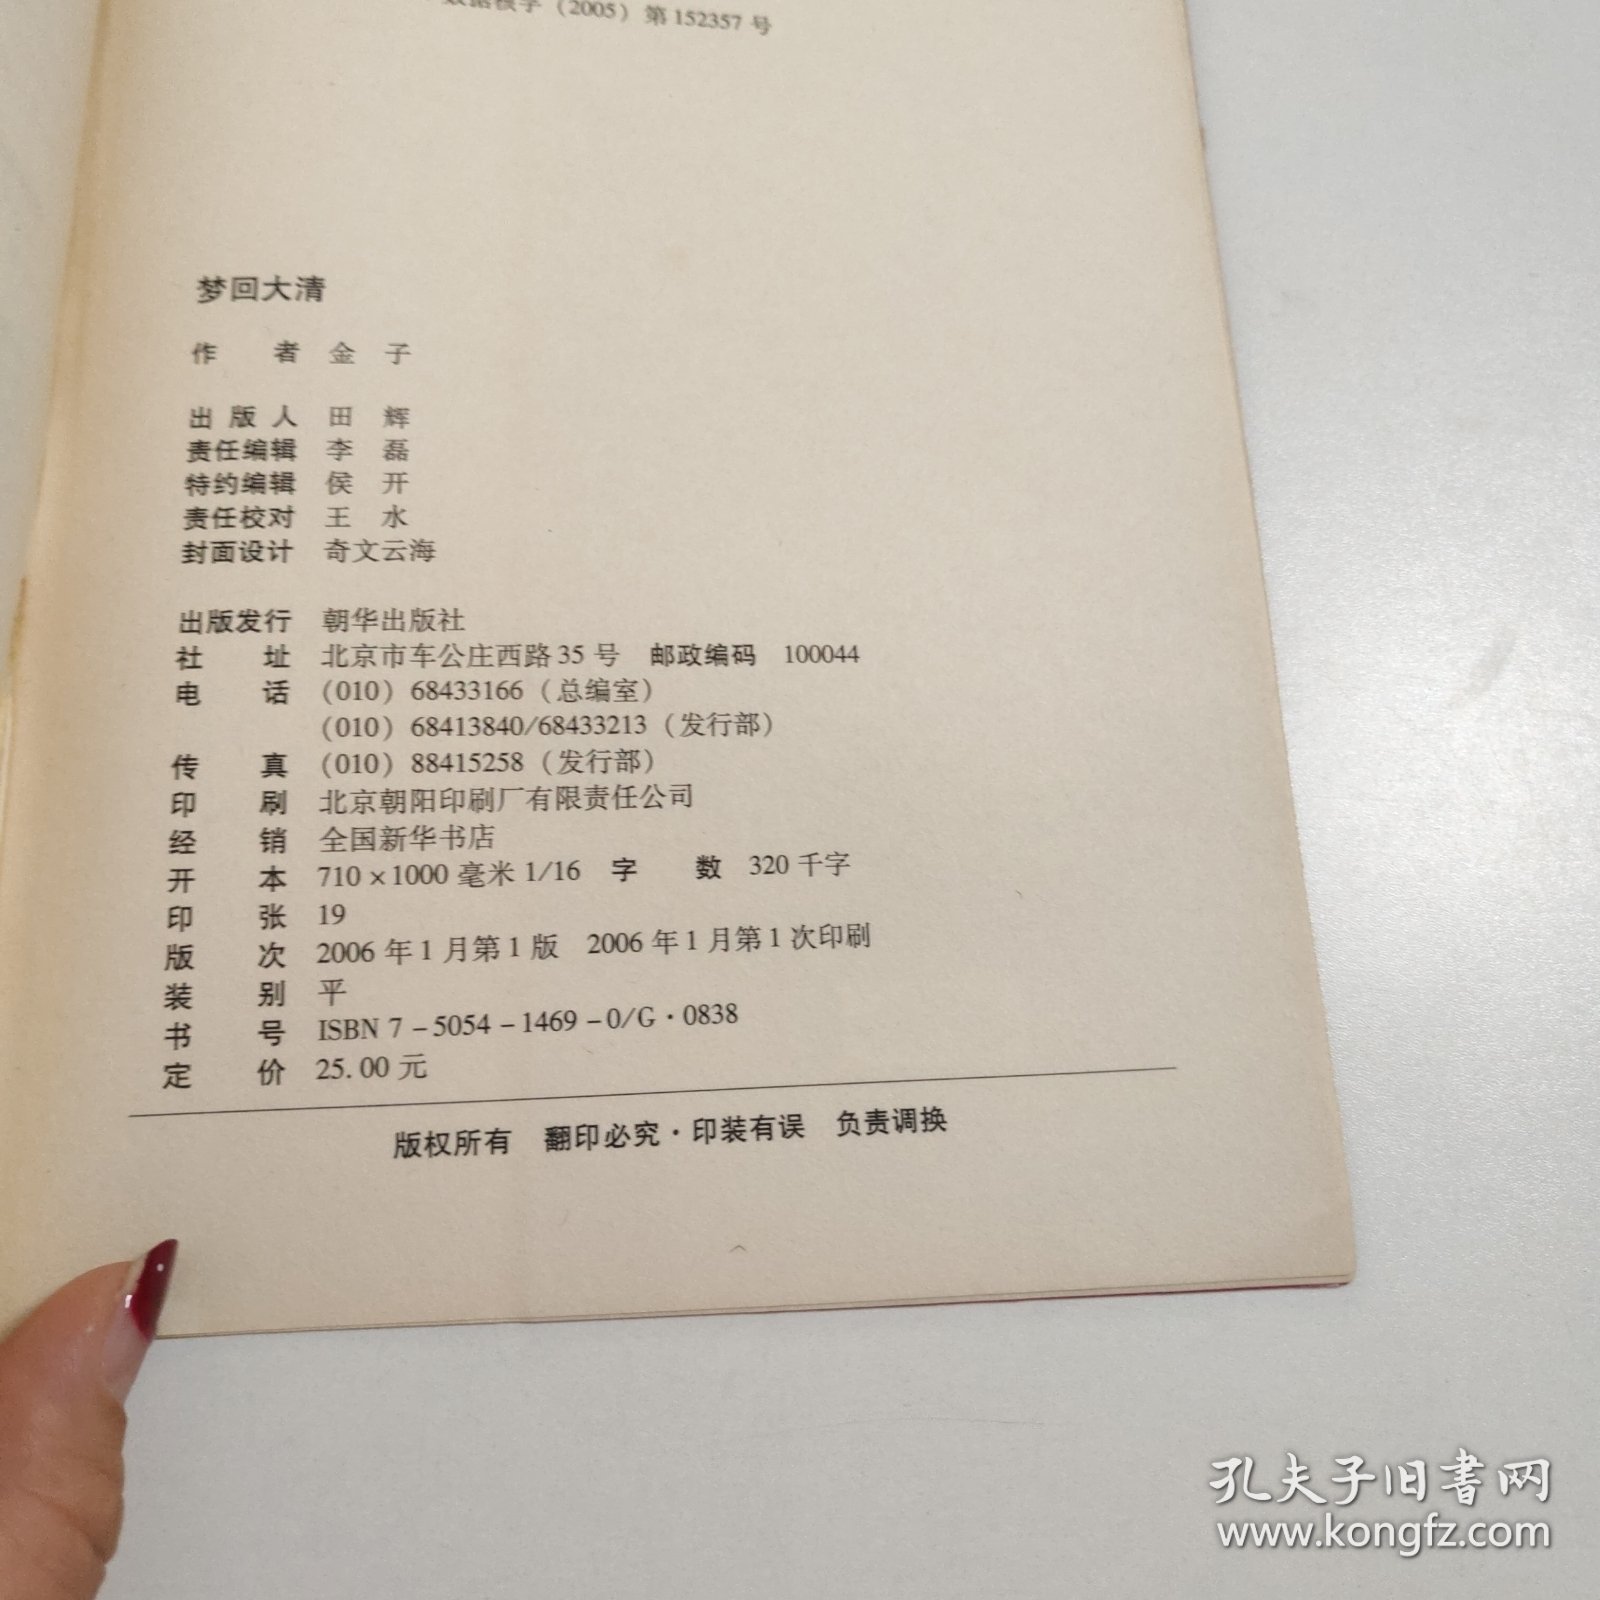 数据核字（2005）第152357号
梦回大清
作 者 金 子
出版人 田 辉
责任编辑 李 磊
特约编辑 侯 开
责任校对 王 水
封面设计 奇文云海
出版发行 朝华出版社
社 址 北京市车公庄西路35号 邮政编码 100044
电 话 (010) 68433166（总编室）
(010) 68413840/68433213（发行部）
传 真 (010) 88415258（发行部）
印 刷 北京朝阳印刷厂有限责任公司
经 销 全国新华书店
开 本 710×1000毫米1/16 字 数 320千字
印 张 19
版 次 2006年1月第1版 2006年1月第1次印刷
装 别 平
书 号 ISBN 7-5054-1469-0/G·0838
定 价 25.00元
版权所有 翻印必究·印装有误 负责调换
孔夫子旧书网
www.kongfz.com